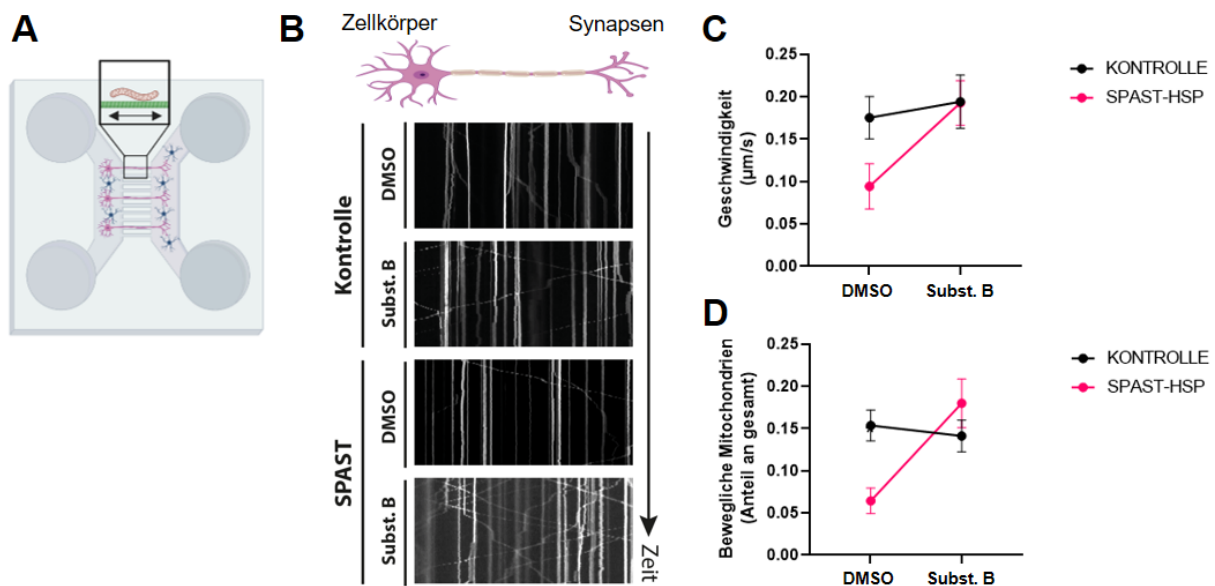 A
B
Zellkörper
Synapsen
Kontrolle
DMSO
Subst. B
SPAST
DMSO
Subst. B
Zeit
C
Geschwindigkeit
(µm/s)
0.25
0.20
0.15
0.10
0.05
0.00
DMSO
Subst. B
KONTROLLE
SPAST-HSP
D
Bewegliche Mitochondrien
(Anteil an gesamt)
0.25
0.20
0.15
0.10
0.05
0.00
DMSO
Subst. B
KONTROLLE
SPAST-HSP